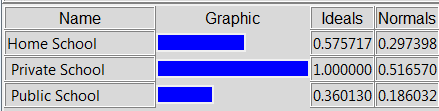 Name Graphic Ideals Normals
Home School 0.575717 0.297398
Private School 1.000000 0.516570
Public School 0.360130 0.186032